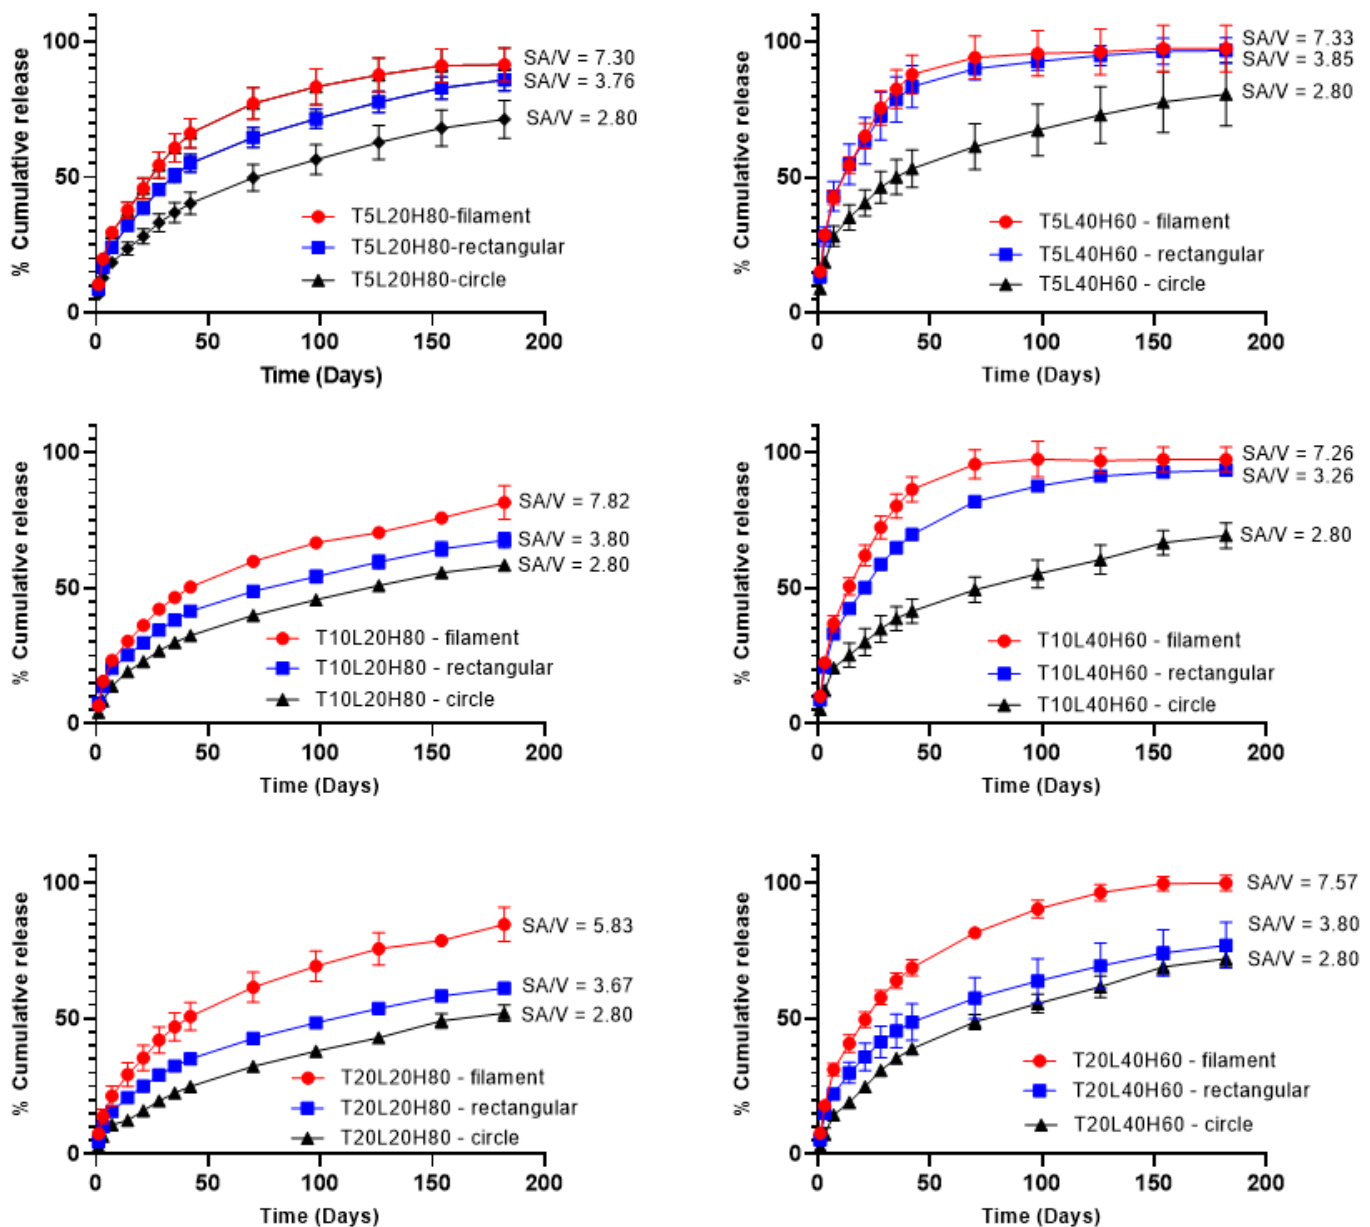 % Cumulative release
100
50
0
SA/V = 7.30
SA/V = 3.76
SA/V = 2.80
T5L20H80-filament
T5L20H80-rectangular
T5L20H80-circle
0 50 100 150 200
Time (Days)
% Cumulative release
100
50
0
SA/V = 7.33
SA/V = 3.85
SA/V = 2.80
T5L40H60 - filament
T5L40H60 - rectangular
T5L40H60 - circle
0 50 100 150 200
Time (Days)
% Cumulative release
100
50
0
SA/V = 7.82
SA/V = 3.80
SA/V = 2.80
T10L20H80 - filament
T10L20H80 - rectangular
T10L20H80 - circle
0 50 100 150 200
Time (Days)
% Cumulative release
100
50
0
SA/V = 7.26
SA/V = 3.26
SA/V = 2.80
T10L40H60 - filament
T10L40H60 - rectangular
T10L40H60 - circle
0 50 100 150 200
Time (Days)
% Cumulative release
100
50
0
SA/V = 5.83
SA/V = 3.67
SA/V = 2.80
T20L20H80 - filament
T20L20H80 - rectangular
T20L20H80 - circle
0 50 100 150 200
Time (Days)
% Cumulative release
100
50
0
SA/V = 7.57
SA/V = 3.80
SA/V = 2.80
T20L40H60 - filament
T20L40H60 - rectangular
T20L40H60 - circle
0 50 100 150 200
Time (Days)